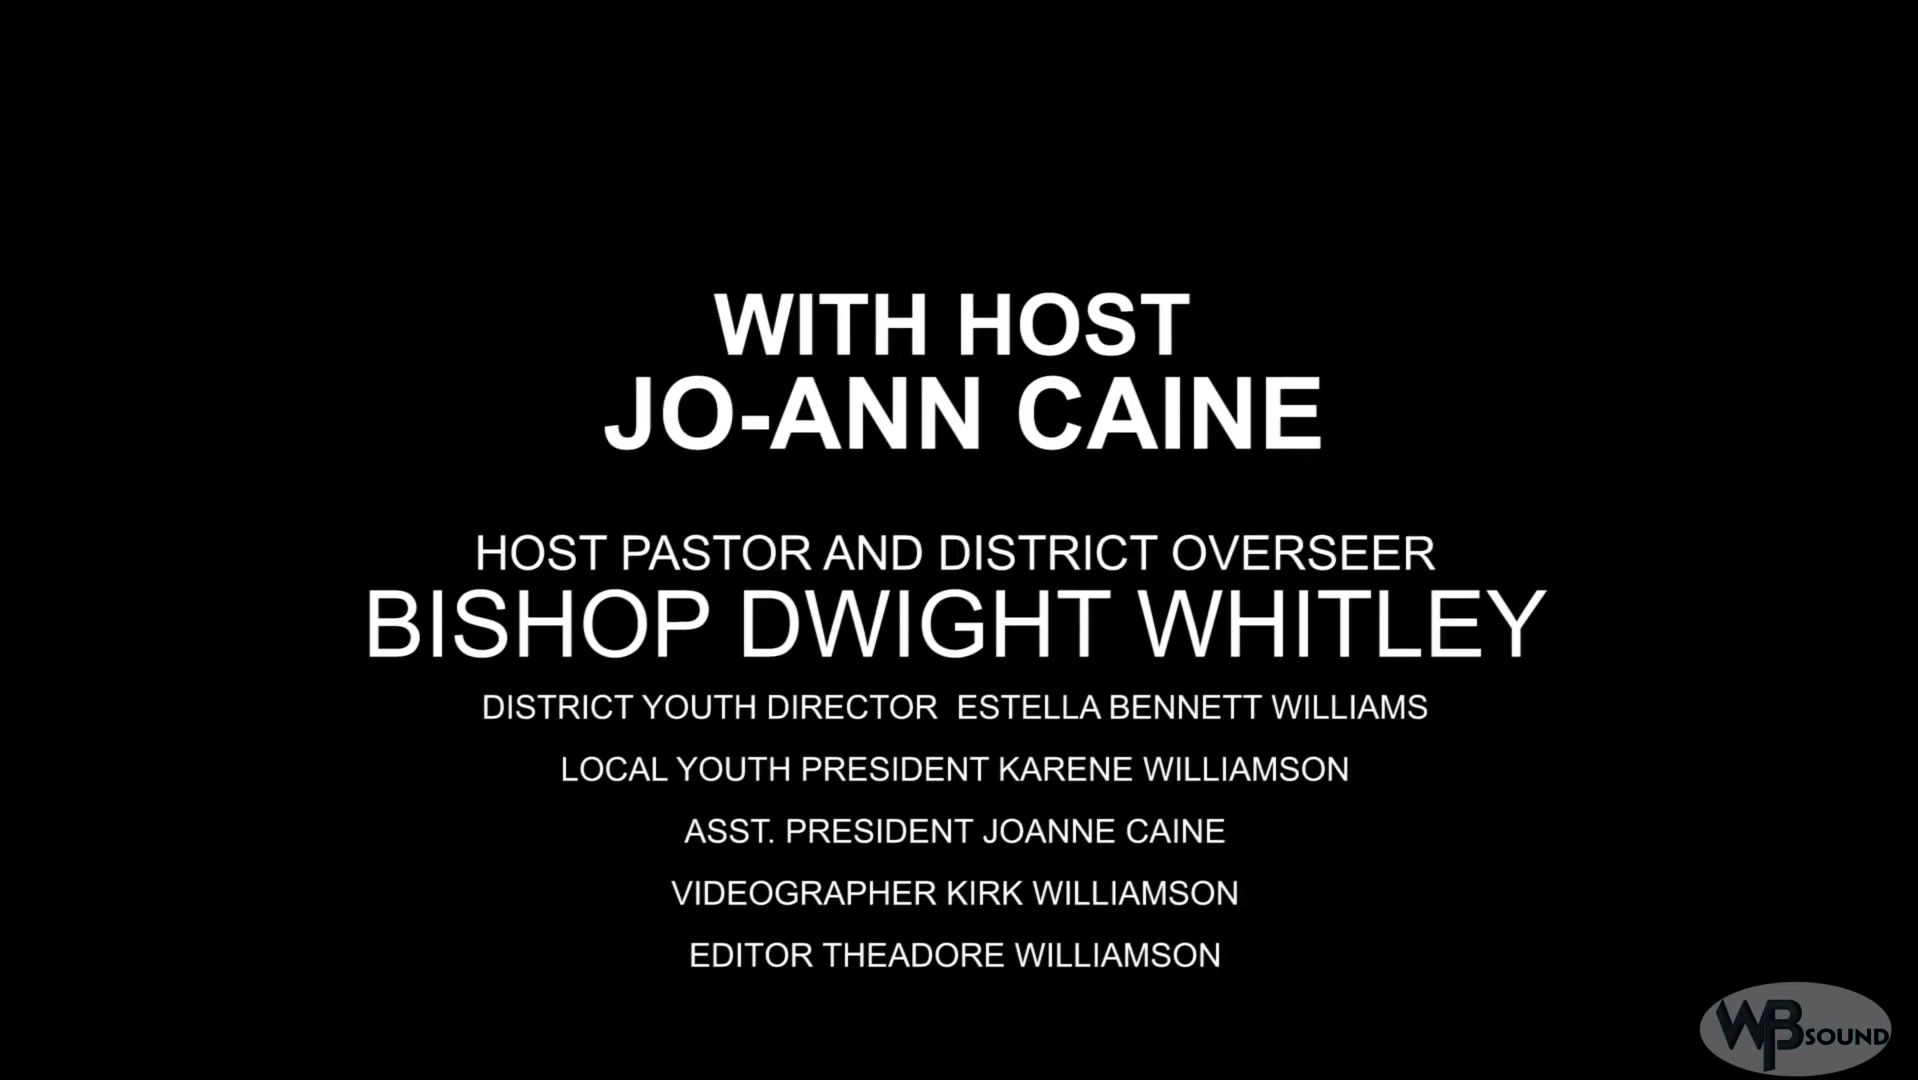 WITH HOST
JO-ANN CAINE
HOST PASTOR AND DISTRICT OVERSEER
BISHOP DWIGHT WHITLEY
DISTRICT YOUTH DIRECTOR  ESTELLA BENNETT WILLIAMS
LOCAL YOUTH PRESIDENT KARENE WILLIAMSON
ASST. PRESIDENT JOANNE CAINE
VIDEOGRAPHER KIRK WILLIAMSON
EDITOR THEADORE WILLIAMSON
WB SOUND